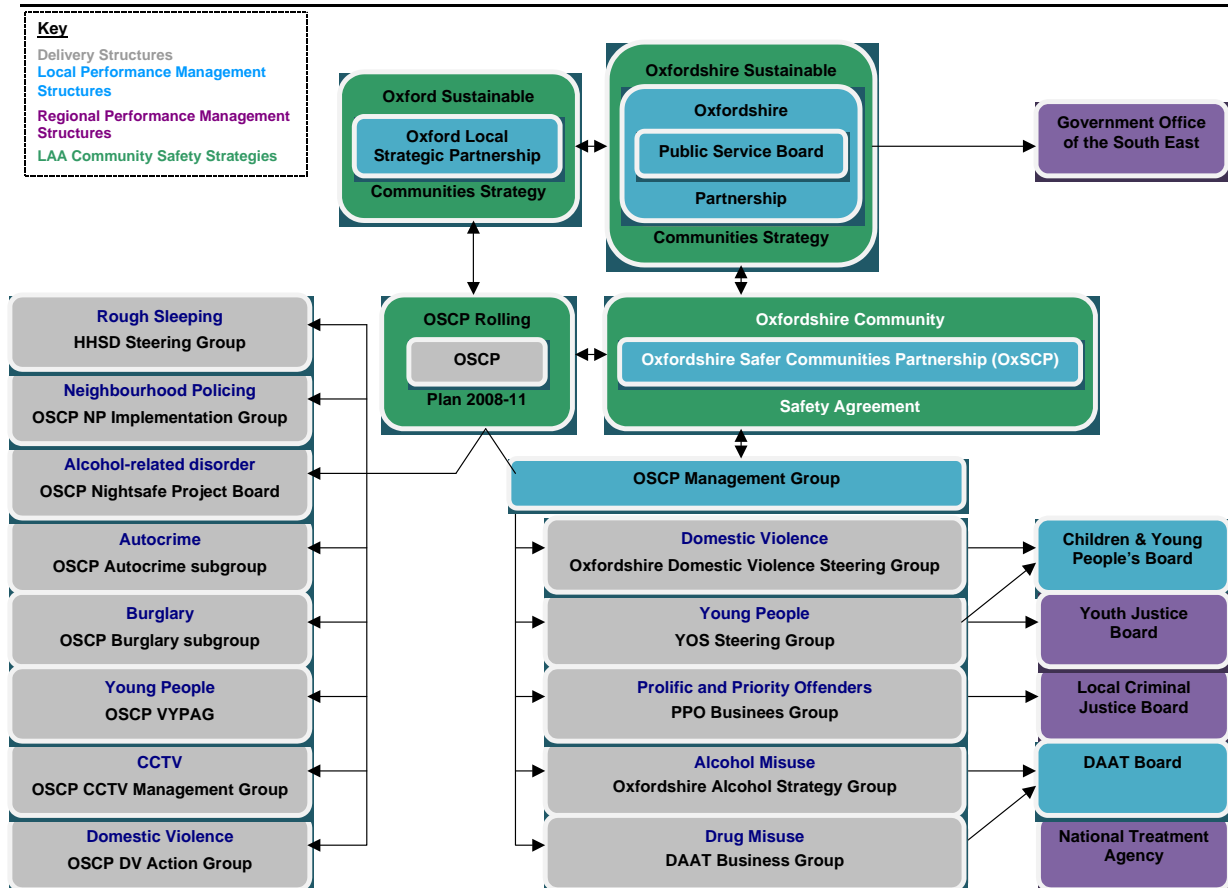 Key
Delivery Structures
Local Performance Management
Structures
Regional Performance Management
Structures
LAA Community Safety Strategies
Oxford Sustainable
Oxford Local
Strategic Partnership
Communities Strategy
Oxfordshire Sustainable
Oxfordshire
Public Service Board
Partnership
Communities Strategy
Government Office
of the South East
OSCP Rolling
OSCP
Plan 2008-11
Oxfordshire Community
Oxfordshire Safer Communities Partnership (OxSCP)
Safety Agreement
Rough Sleeping
HHSD Steering Group
Neighbourhood Policing
OSCP NP Implementation Group
Alcohol-related disorder
OSCP Nightsafe Project Board
Autocrime
OSCP Autocrime subgroup
Burglary
OSCP Burglary subgroup
Young People
OSCP VYPAG
CCTV
OSCP CCTV Management Group
Domestic Violence
OSCP DV Action Group
OSCP Management Group
Domestic Violence
Oxfordshire Domestic Violence Steering Group
Young People
YOS Steering Group
Prolific and Priority Offenders
PPO Businees Group
Alcohol Misuse
Oxfordshire Alcohol Strategy Group
Drug Misuse
DAAT Business Group
Children & Young
People's Board
Youth Justice
Board
Local Criminal
Justice Board
DAAT Board
National Treatment
Agency